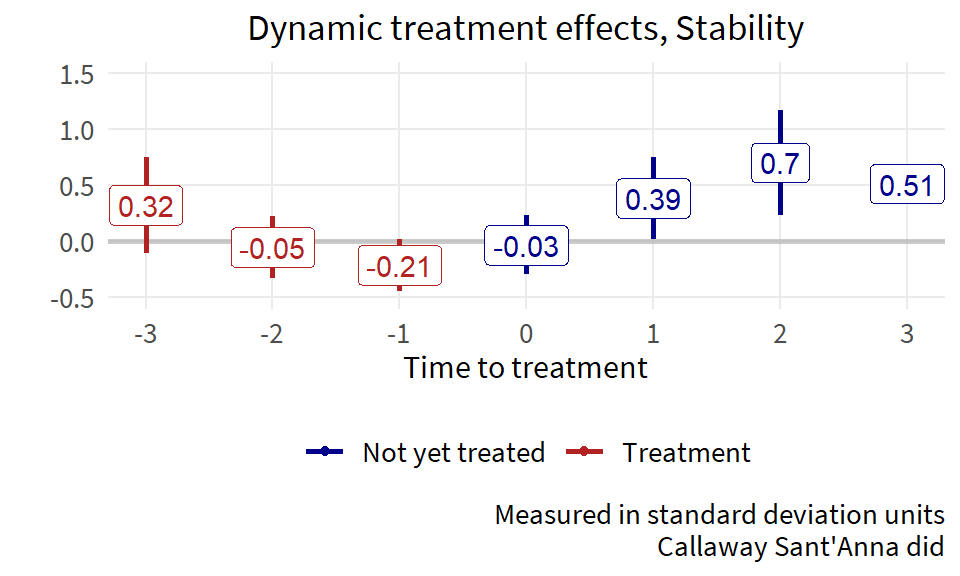 Dynamic treatment effects, Stability
1.5
1.0
0.5
0.0
-0.5
0.32
-0.05
-0.21
-0.03
0.39
0.7
0.51
-3 -2 -1 0 1 2 3
Time to treatment
Not yet treated Treatment
Measured in standard deviation units
Callaway Sant'Anna did